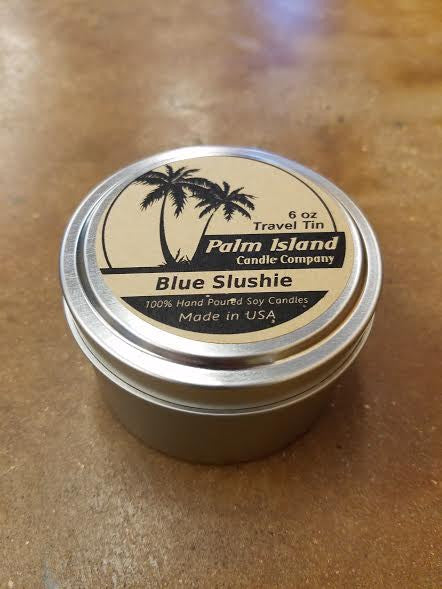 6 oz
Travel Tin
Palm Island
Candle Company
Blue Slushie
100% Hand Poured Soy Candles
Made in USA